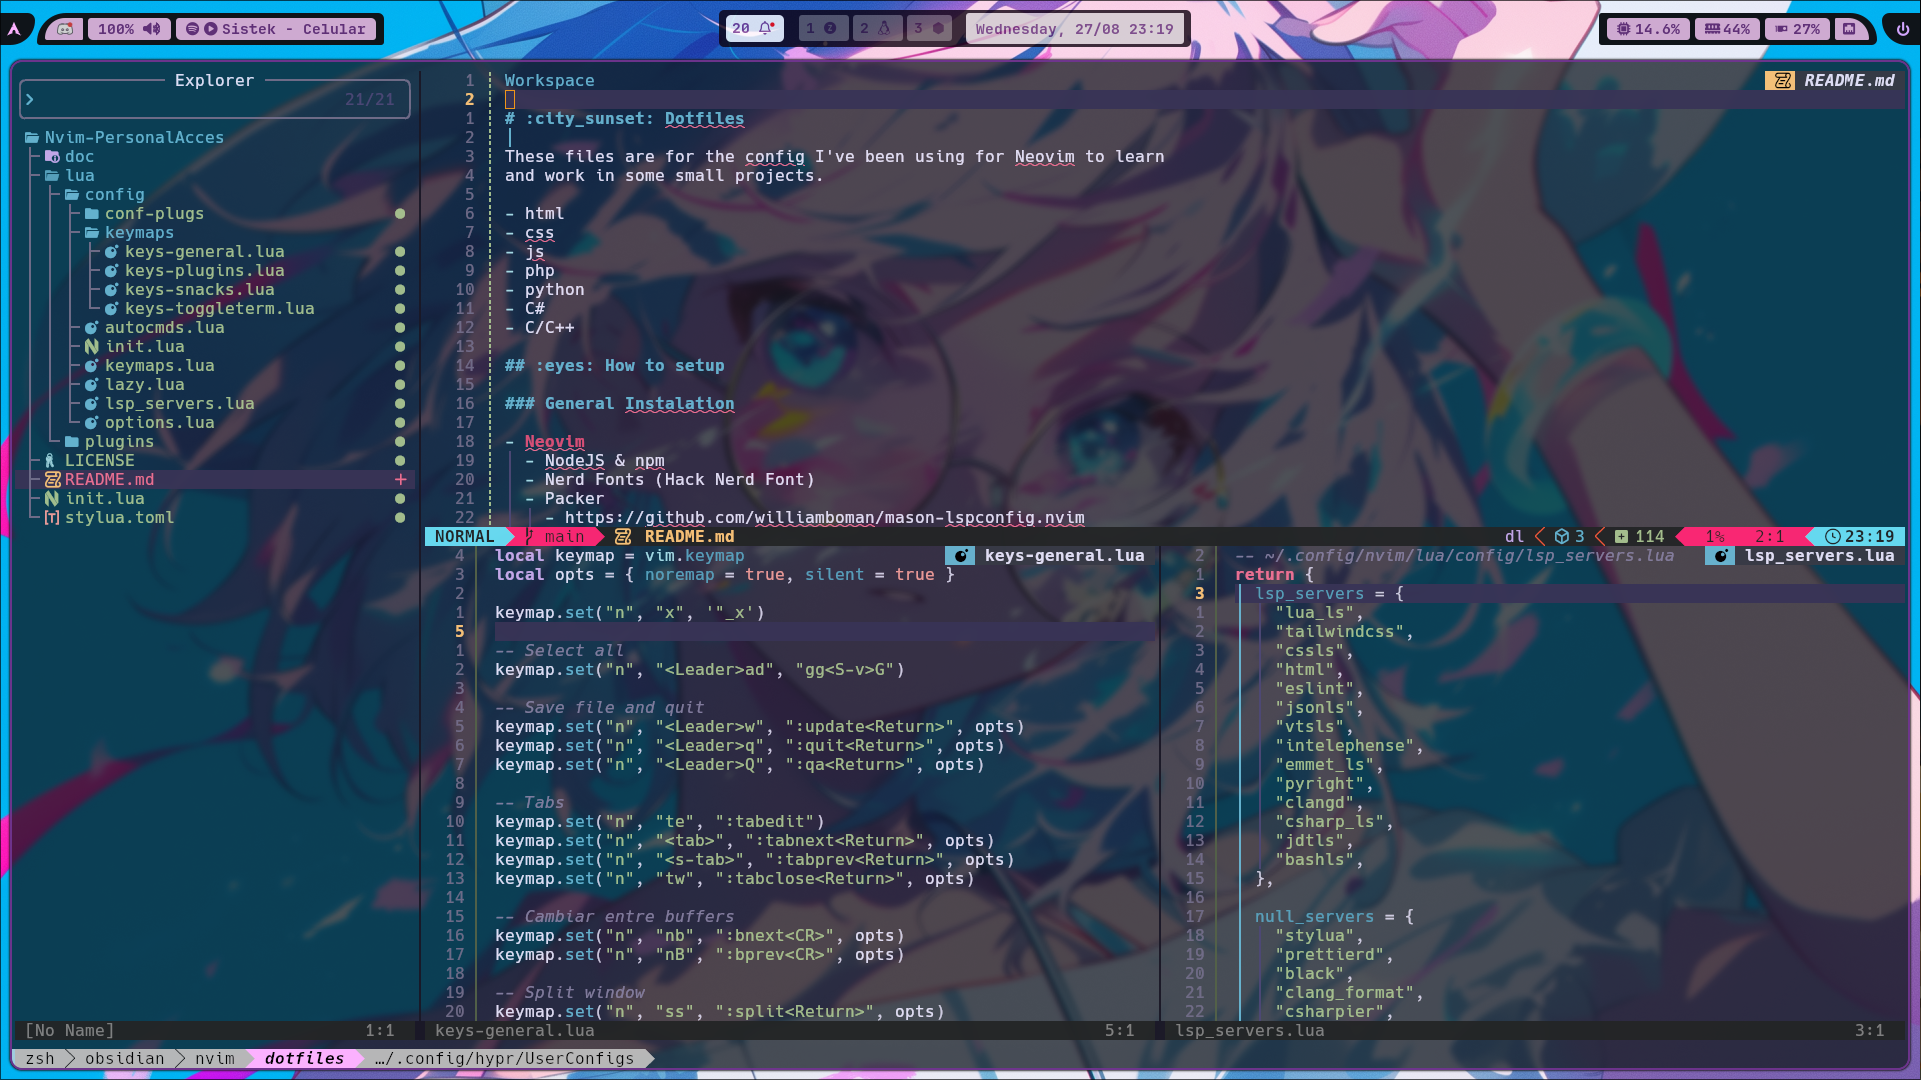 100%
Sistek - Celular
20
1
2
3
Wednesday, 27/08 23:19
14.6%
44%
27%
Explorer
21/21
Nvim-PersonalAcces
doc
lua
config
conf-plugs
keymaps
keys-general.lua
keys-plugins.lua
keys-snacks.lua
keys-toggleterm.lua
autocmds.lua
init.lua
keymaps.lua
lazy.lua
lsp_servers.lua
options.lua
plugins
LICENSE
README.md +
init.lua
stylua.toml
[No Name] 1:1
1 Workspace
README.md
2
1 # :city_sunset: Dotfiles
2
3 These files are for the config I've been using for Neovim to learn
4 and work in some small projects.
5
6 - html
7 - css
8 - js
9 - php
10 - python
11 - C#
12 - C/C++
13
14 ## :eyes: How to setup
15
16 ### General Instalation
17
18 - Neovim
19 - NodeJS & npm
20 - Nerd Fonts (Hack Nerd Font)
21 - Packer
22 - https://github.com/williamboman/mason-lspconfig.nvim
NORMAL main README.md dl 3 114 1% 2:1 23:19
4 local keymap = vim.keymap
keys-general.lua
3 local opts = { noremap = true, silent = true }
2
1 keymap.set("n", "x", '"_x')
5
1 -- Select all
2 keymap.set("n", "<Leader>ad", "gg<S-v>G")
3
4 -- Save file and quit
5 keymap.set("n", "<Leader>w", ":update<Return>", opts)
6 keymap.set("n", "<Leader>q", ":quit<Return>", opts)
7 keymap.set("n", "<Leader>Q", ":qa<Return>", opts)
8
9 -- Tabs
10 keymap.set("n", "te", ":tabedit")
11 keymap.set("n", "<tab>", ":tabnext<Return>", opts)
12 keymap.set("n", "<s-tab>", ":tabprev<Return>", opts)
13 keymap.set("n", "tw", ":tabclose<Return>", opts)
14
15 -- Cambiar entre buffers
16 keymap.set("n", "nb", ":bnext<CR>", opts)
17 keymap.set("n", "nB", ":bprev<CR>", opts)
18
19 -- Split window
20 keymap.set("n", "ss", ":split<Return>", opts)
keys-general.lua 5:1
2 -- ~/.config/nvim/lua/config/lsp_servers.lua
lsp_servers.lua
1 return {
3 lsp_servers = {
1 "lua_ls",
2 "tailwindcss",
3 "cssls",
4 "html",
5 "eslint",
6 "jsonls",
7 "vtsls",
8 "intelephense",
9 "emmet_ls",
10 "pyright",
11 "clangd",
12 "csharp_ls",
13 "jdtls",
14 "bashls",
15 },
16
17 null_servers = {
18 "stylua",
19 "prettierd",
20 "black",
21 "clang_format",
22 "csharpier",
lsp_servers.lua 3:1
zsh obsidian nvim dotfiles …/.config/hypr/UserConfigs